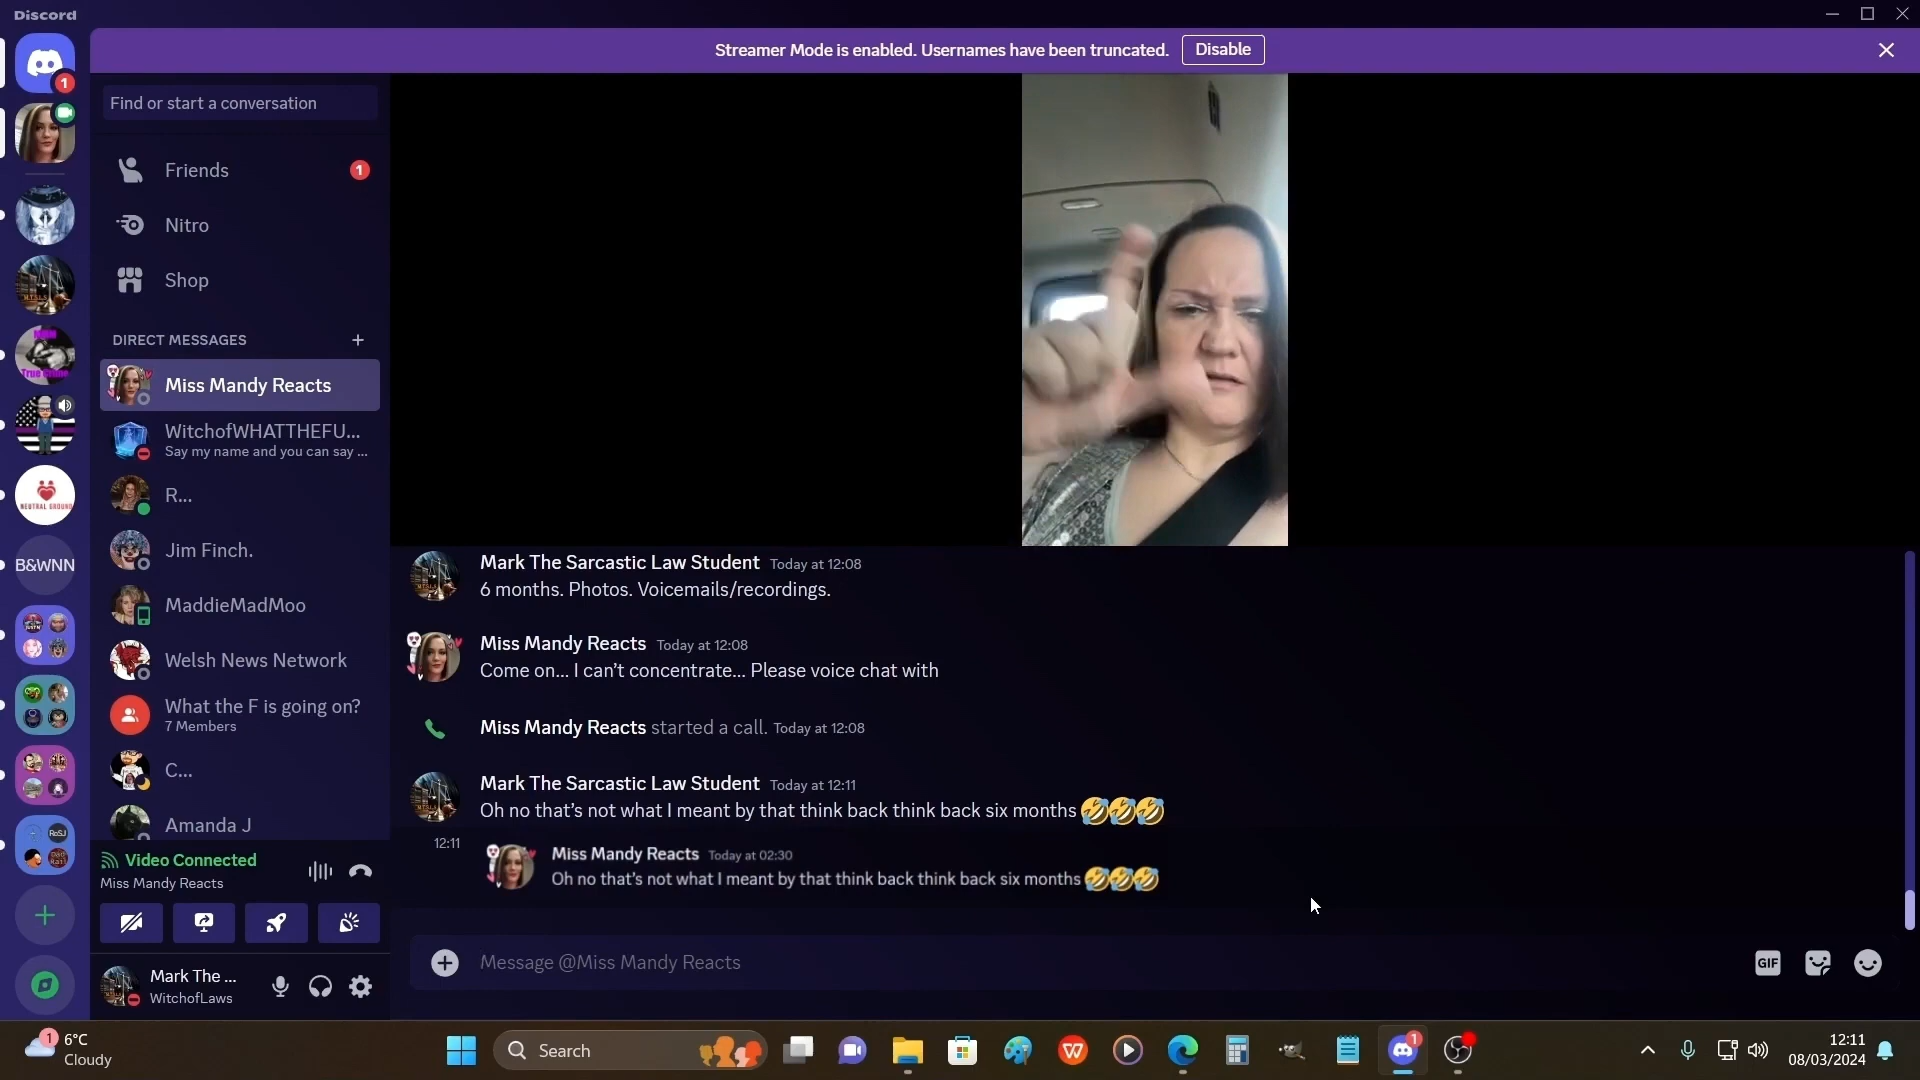 Discord
Streamer Mode is enabled. Usernames have been truncated. Disable
1
Find or start a conversation
Friends 1
Nitro
Shop
DIRECT MESSAGES +
Miss Mandy Reacts
WitchofWHATTHEFU...
Say my name and you can say ...
R...
Jim Finch.
MaddieMadMoo
Welsh News Network
What the F is going on?
7 Members
C...
Amanda J
NEUTRAL GROUND
B&WNN
Video Connected
Miss Mandy Reacts
Mark The ...
WitchofLaws
Mark The Sarcastic Law Student Today at 12:08
6 months. Photos. Voicemails/recordings.
Miss Mandy Reacts Today at 12:08
Come on... I can't concentrate... Please voice chat with
Miss Mandy Reacts started a call. Today at 12:08
Mark The Sarcastic Law Student Today at 12:11
Oh no that's not what I meant by that think back think back six months 🤣🤣🤣
12:11
Miss Mandy Reacts Today at 02:30
Oh no that's not what I meant by that think back think back six months 🤣🤣🤣
Message @Miss Mandy Reacts
GIF
1
6°C
Cloudy
Search
1
12:11
08/03/2024